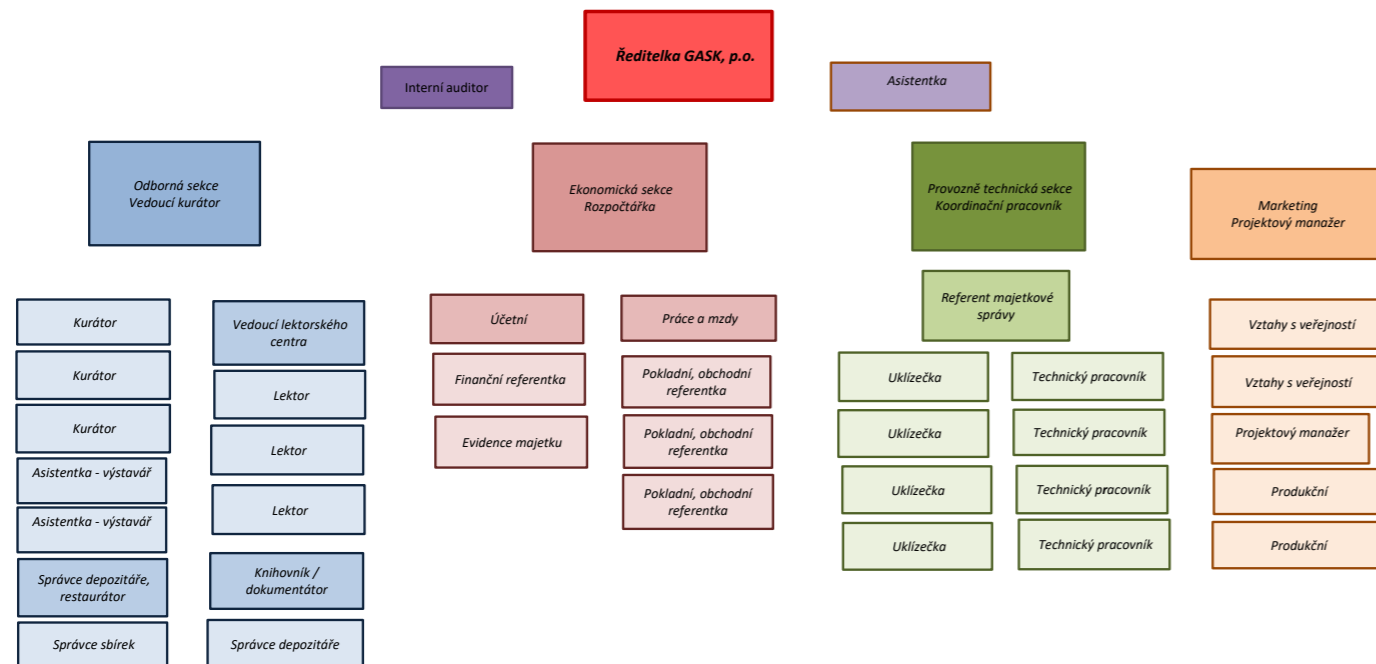 Ředitelka GASK, p.o.
Interní auditor
Asistentka
Odborná sekce
Vedoucí kurátor
Ekonomická sekce
Rozpočtářka
Provozně technická sekce
Koordinační pracovník
Marketing
Projektový manažer
Kurátor
Kurátor
Kurátor
Asistentka - výstavář
Asistentka - výstavář
Správce depozitáře,
restaurátor
Správce sbírek
Vedoucí lektorského
centra
Lektor
Lektor
Lektor
Knihovník /
dokumentátor
Správce depozitáře
Účetní
Finanční referentka
Evidence majetku
Práce a mzdy
Pokladní, obchodní
referentka
Pokladní, obchodní
referentka
Pokladní, obchodní
referentka
Referent majetkové
správy
Uklízečka
Uklízečka
Uklízečka
Uklízečka
Technický pracovník
Technický pracovník
Technický pracovník
Technický pracovník
Vztahy s veřejností
Vztahy s veřejností
Projektový manažer
Produkční
Produkční